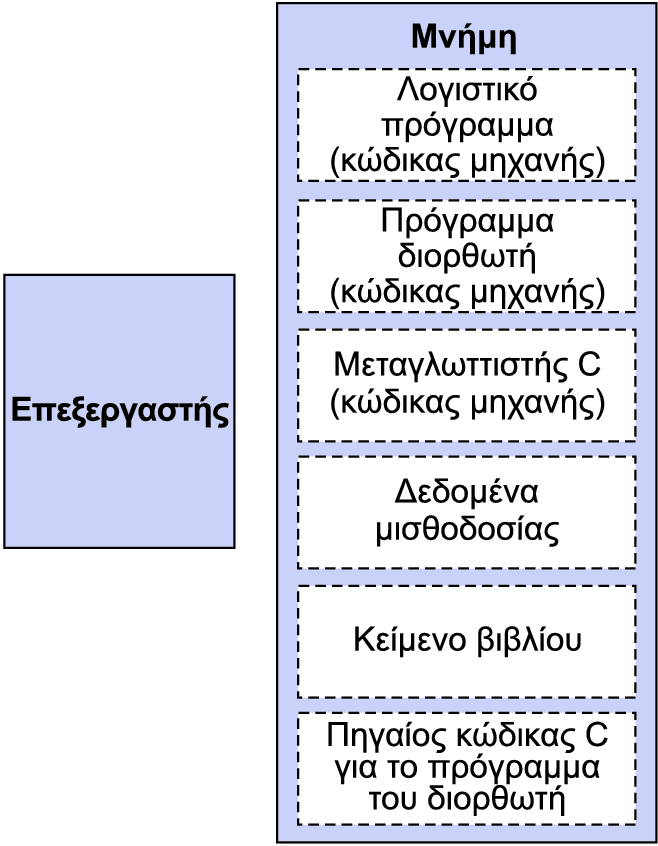 Μνήμη
Λογιστικό
πρόγραμμα
(κώδικας μηχανής)
Πρόγραμμα
διορθωτή
(κώδικας μηχανής)
Μεταγλωττιστής C
(κώδικας μηχανής)
Επεξεργαστής
Δεδομένα
μισθοδοσίας
Κείμενο βιβλίου
Πηγαίος κώδικας C
για το πρόγραμμα
του διορθωτή